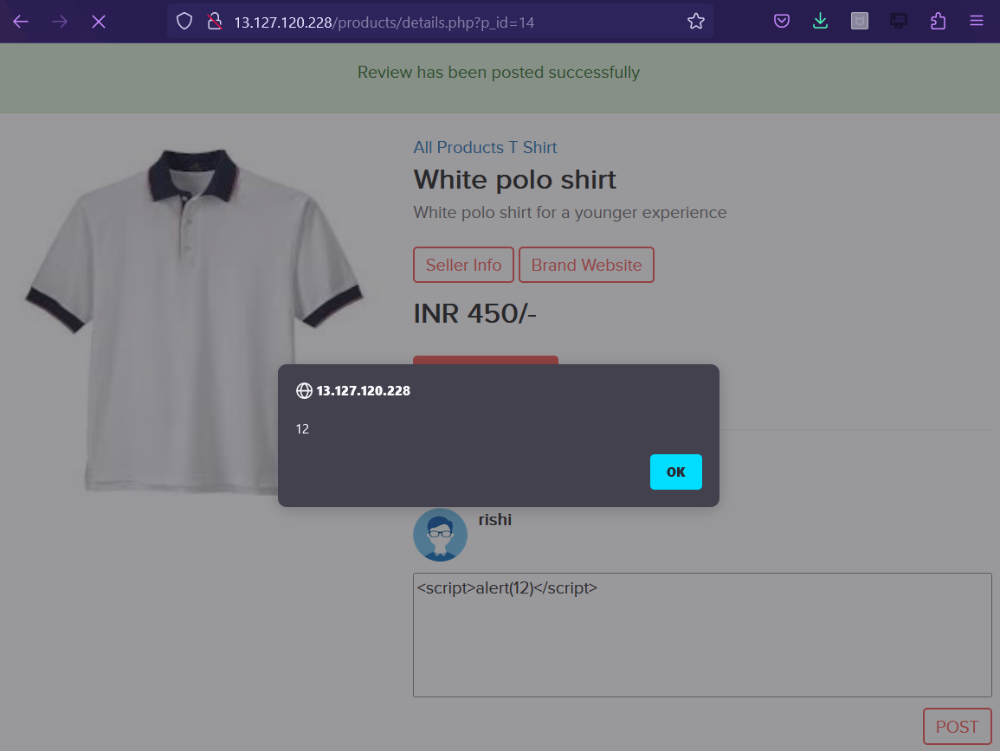 13.127.120.228/products/details.php?p_id=14
Review has been posted successfully
All Products T Shirt
White polo shirt
White polo shirt for a younger experience
Seller Info Brand Website
INR 450/-
13.127.120.228
12
OK
rishi
<script>alert(12)</script>
POST